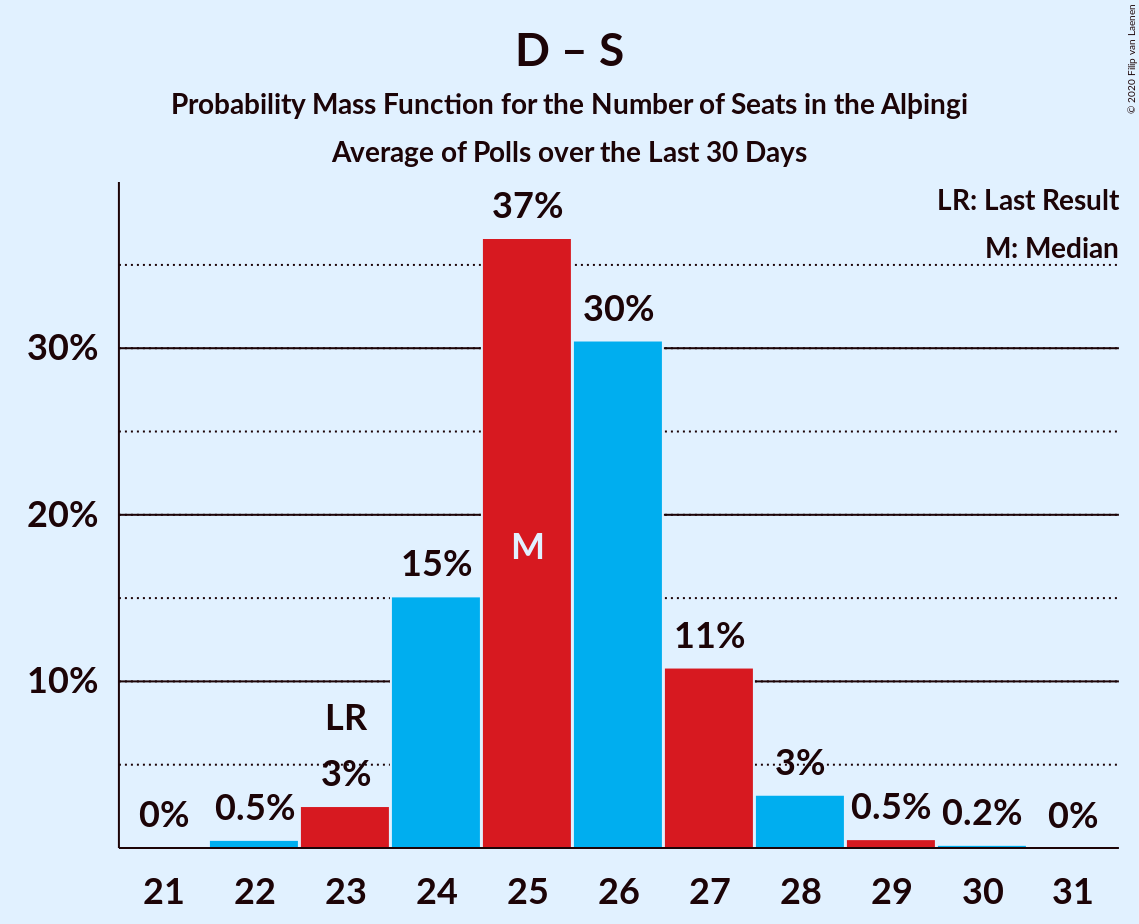 D – S
Probability Mass Function for the Number of Seats in the Alþingi
Average of Polls over the Last 30 Days
© 2020 Filip van Laenen
LR: Last Result
M: Median
37%
30%
30%
20%
M
15%
11%
10%
LR
3%
3%
0%
0.5%
0.5%
0.2%
0%
21 22 23 24 25 26 27 28 29 30 31